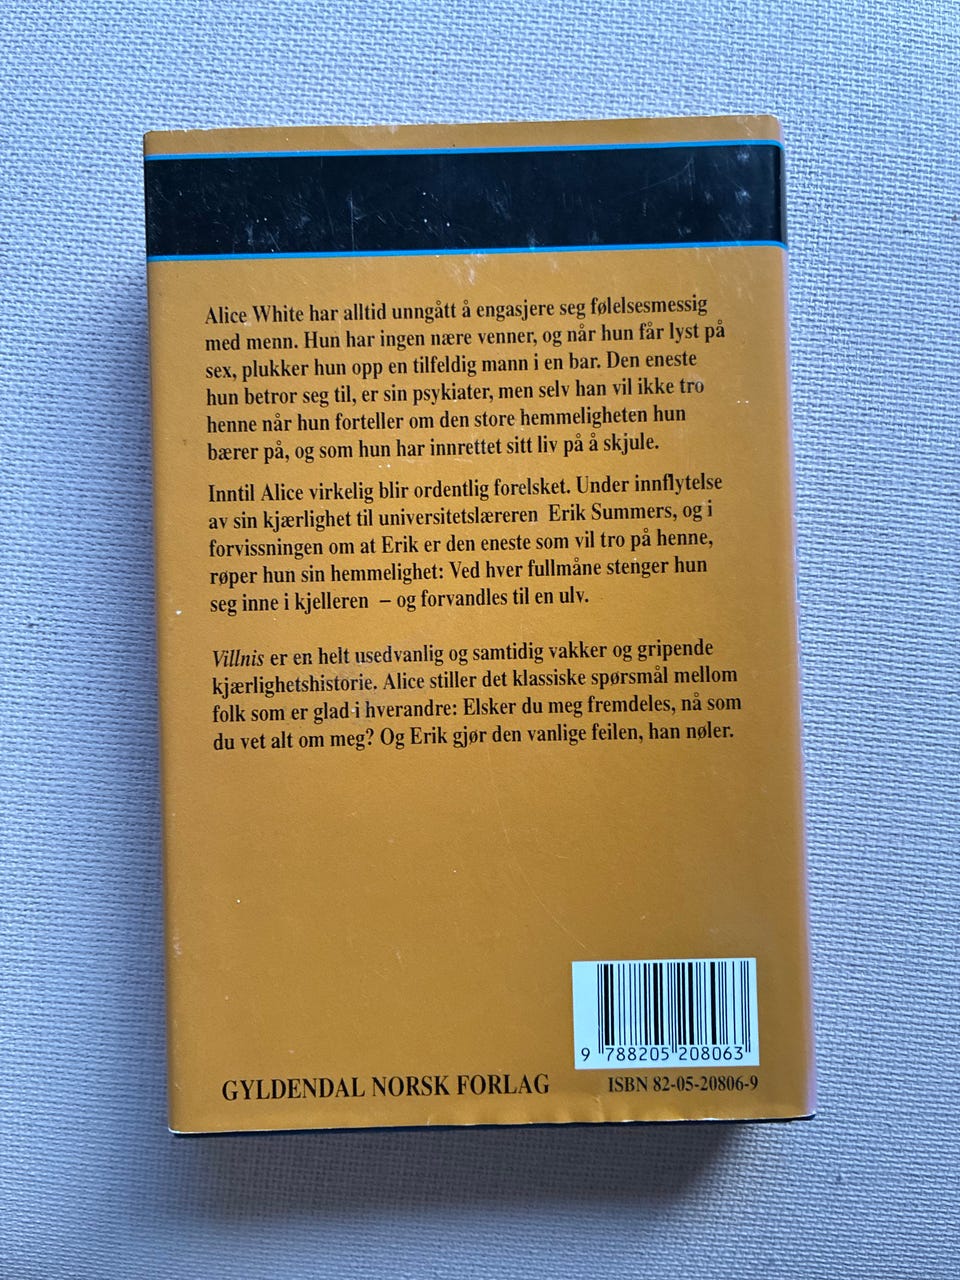 Alice White har alltid unngått å engasjere seg følelsesmessig
med menn. Hun har ingen nære venner, og når hun får lyst på
sex, plukker hun opp en tilfeldig mann i en bar. Den eneste
hun betror seg til, er sin psykiater, men selv han vil ikke tro
henne når hun forteller om den store hemmeligheten hun
bærer på, og som hun har innrettet sitt liv på å skjule.
Inntil Alice virkelig blir ordentlig forelsket. Under innflytelse
av sin kjærlighet til universitetslæreren Erik Summers, og i
forvissningen om at Erik er den eneste som vil tro på henne,
røper hun sin hemmelighet: Ved hver fullmåne stenger hun
seg inne i kjelleren – og forvandles til en ulv.
Villnis er en helt usedvanlig og samtidig vakker og gripende
kjærlighetshistorie. Alice stiller det klassiske spørsmål mellom
folk som er glad i hverandre: Elsker du meg fremdeles, nå som
du vet alt om meg? Og Erik gjør den vanlige feilen, han nøler.
9 788205 208063
GYLDENDAL NORSK FORLAG
ISBN 82-05-20806-9